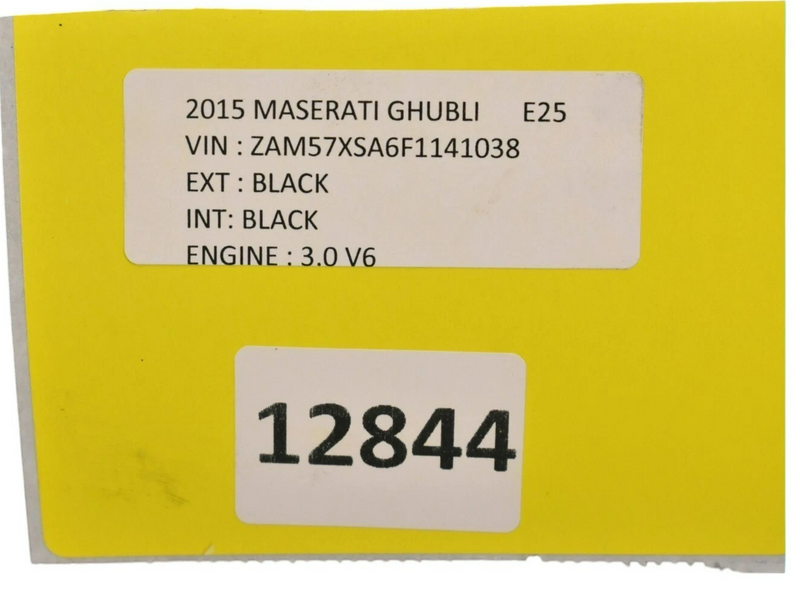 2015 MASERATI GHUBLI E25
VIN : ZAM57XSA6F1141038
EXT : BLACK
INT: BLACK
ENGINE : 3.0 V6
12844